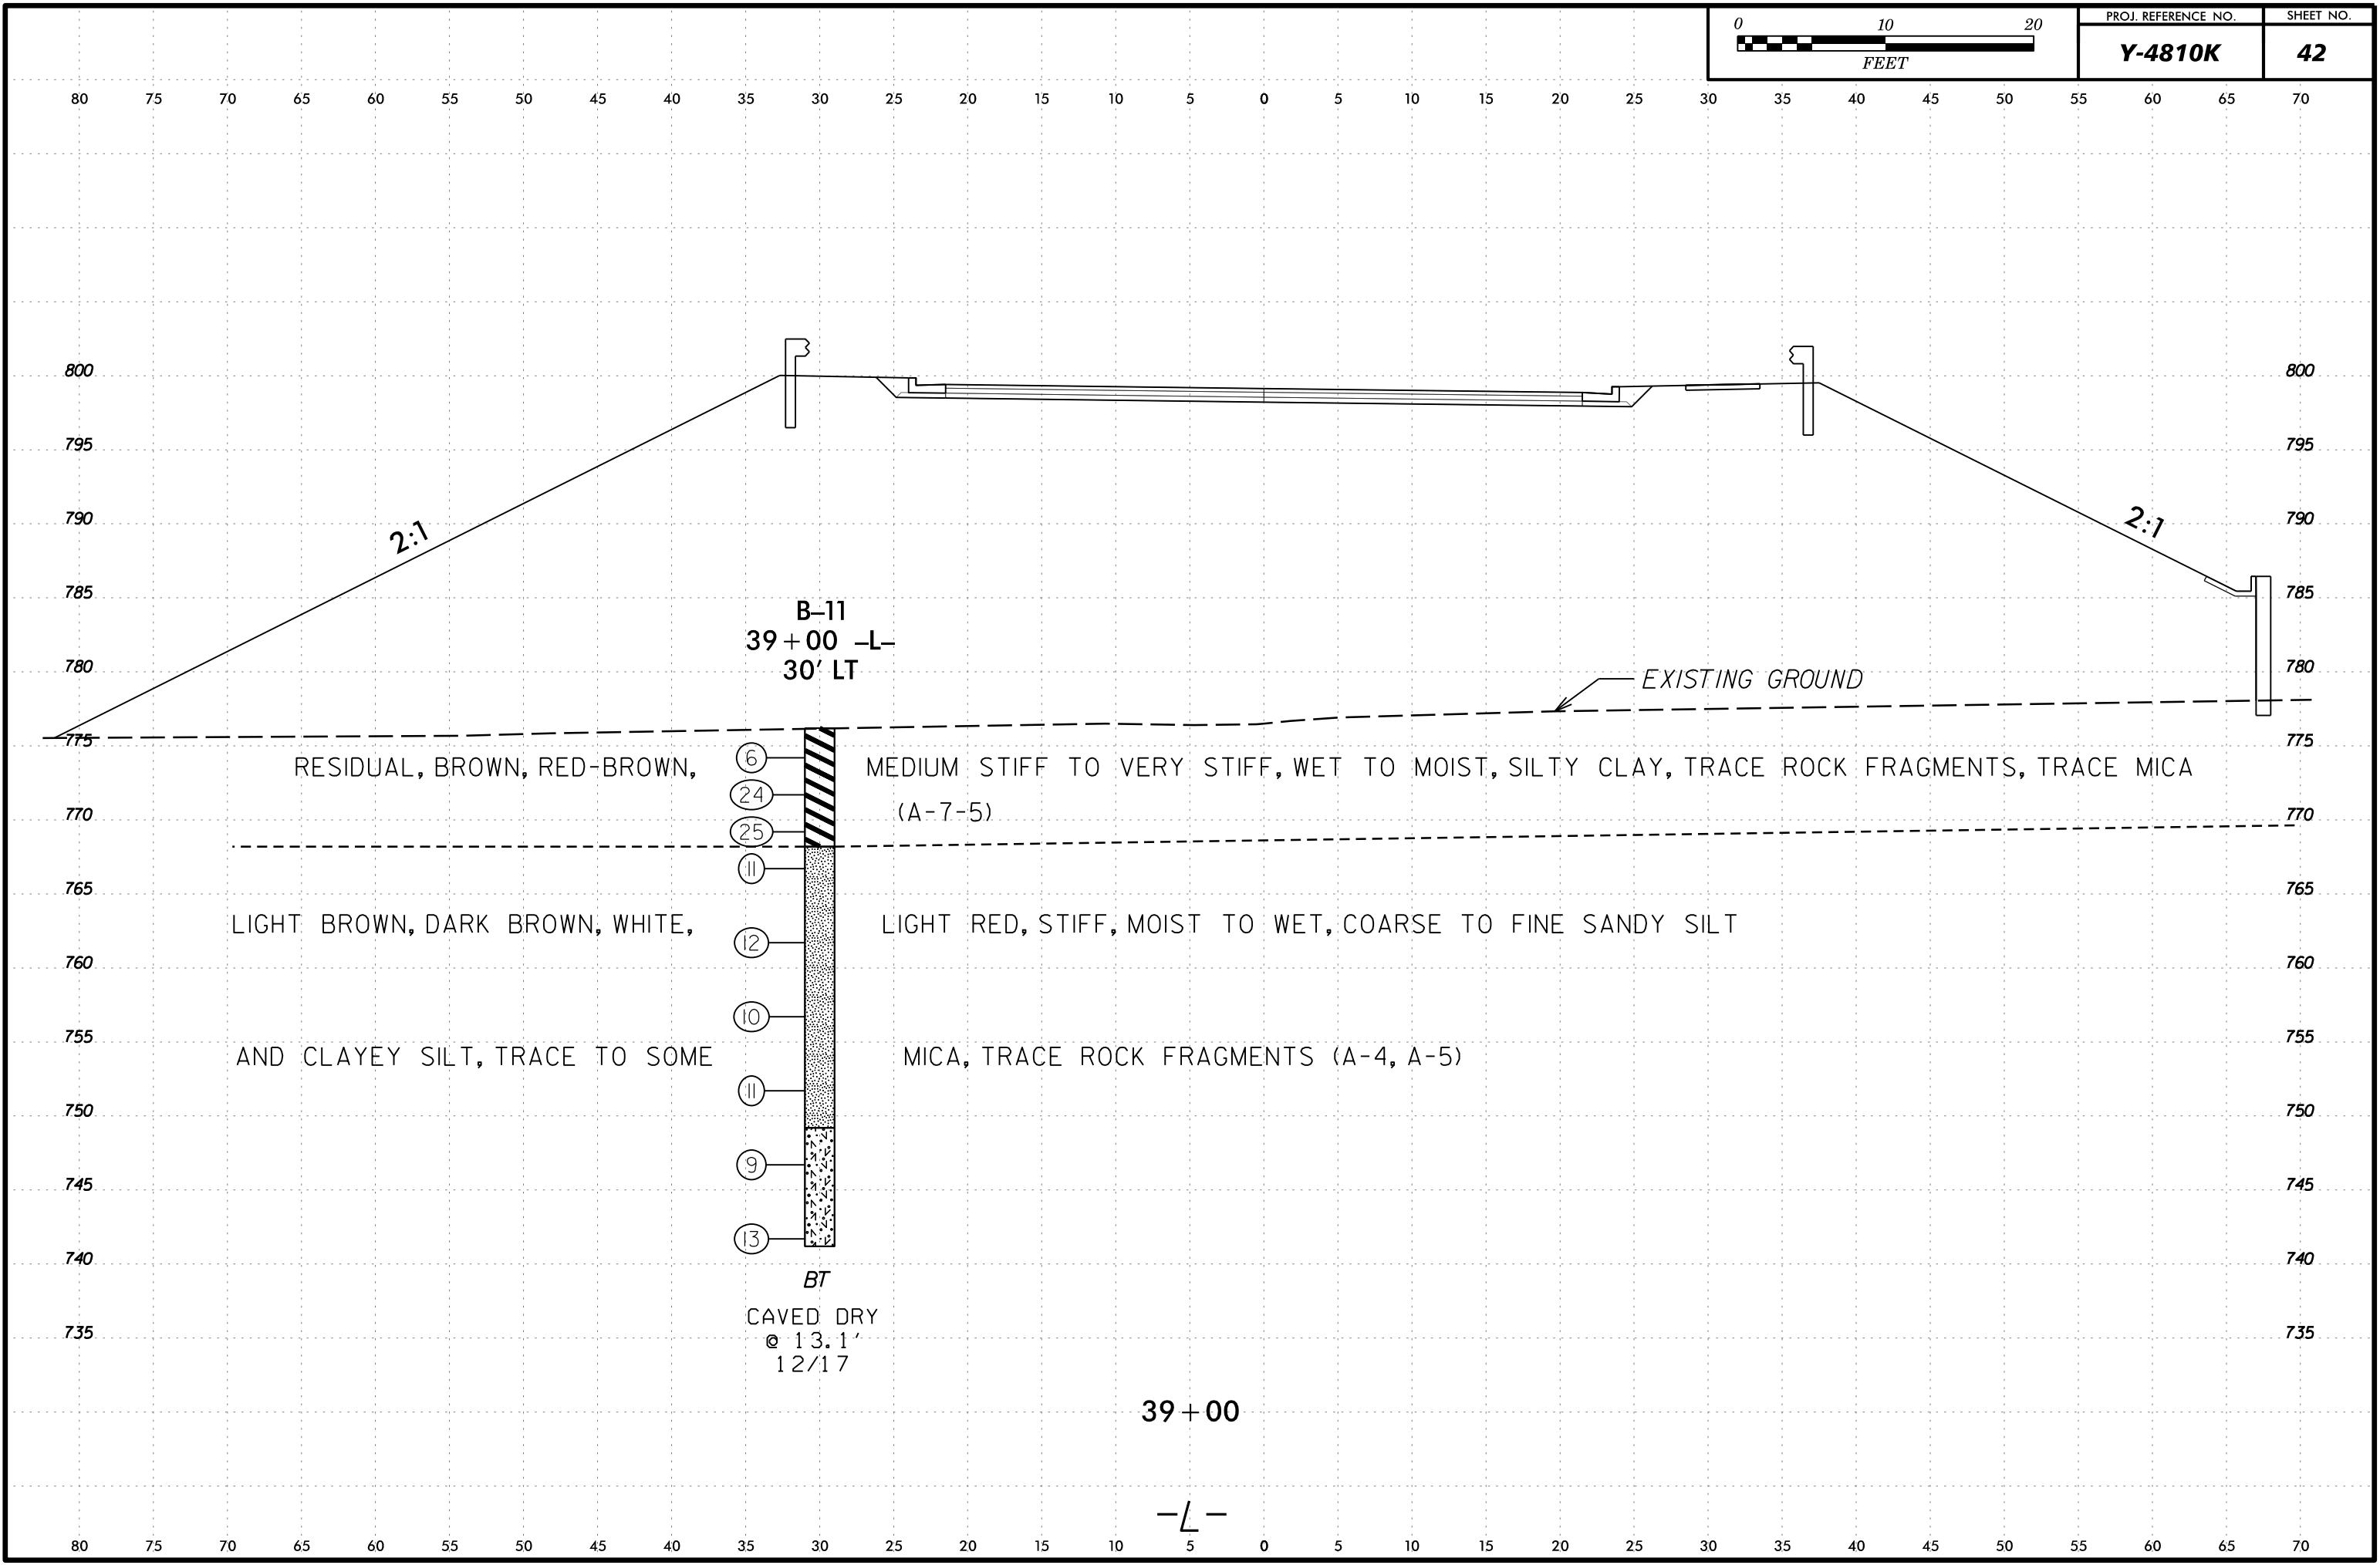 0 10 20
FEET
PROJ. REFERENCE NO.
SHEET NO.
Y-4810K
42
80 75 70 65 60 55 50 45 40 35 30 25 20 15 10 5 0 5 10 15 20 25 30 35 40 45 50 55 60 65 70
800 800
795 795
790 790
2:1 2:1
785 785
B-11
39+00 -L-
30' LT
780 780
EXISTING GROUND
775 775
6
RESIDUAL, BROWN, RED-BROWN, MEDIUM STIFF TO VERY STIFF, WET TO MOIST, SILTY CLAY, TRACE ROCK FRAGMENTS, TRACE MICA
24
(A-7-5)
770 770
25
11
765 765
LIGHT BROWN, DARK BROWN, WHITE, LIGHT RED, STIFF, MOIST TO WET, COARSE TO FINE SANDY SILT
12
760 760
10
755 755
AND CLAYEY SILT, TRACE TO SOME MICA, TRACE ROCK FRAGMENTS (A-4, A-5)
11
750 750
9
745 745
13
740 740
BT
CAVED DRY
@ 13.1'
12/17
735 735
39+00
-L-
80 75 70 65 60 55 50 45 40 35 30 25 20 15 10 5 0 5 10 15 20 25 30 35 40 45 50 55 60 65 70